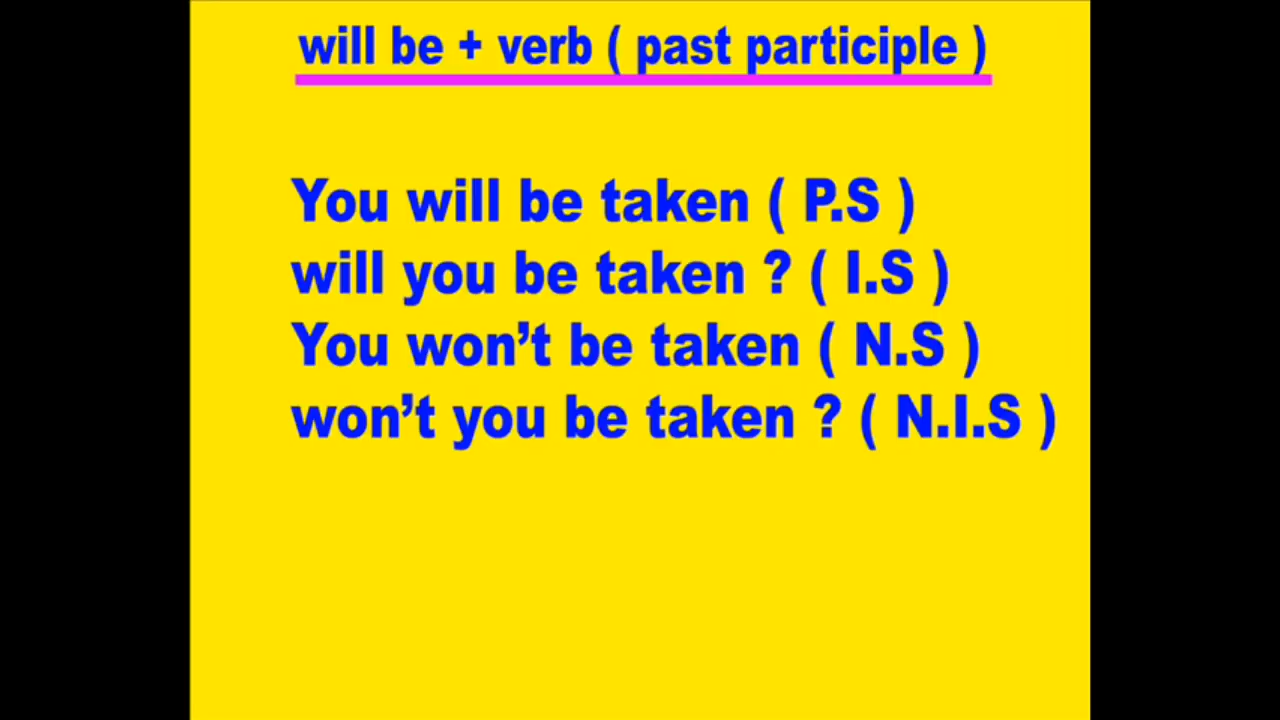 will be + verb ( past participle )
You will be taken ( P.S )
will you be taken ? ( I.S )
You won’t be taken ( N.S )
won’t you be taken ? ( N.I.S )